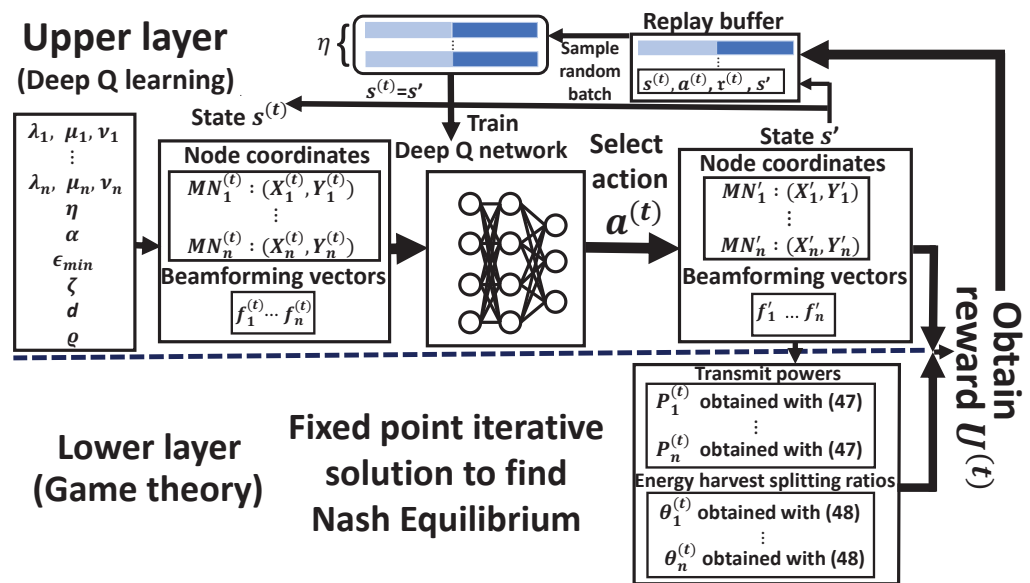 Upper layer
(Deep Q learning)
η {
⋮
Sample
random
batch
Replay buffer
⋮
s^(t), a^(t), r^(t), s'
s^(t)=s'
State s^(t)
Train
Deep Q network
Select
action
a^(t)
State s'
λ_1, μ_1, ν_1
⋮
λ_n, μ_n, ν_n
η
α
ϵ_min
ζ
d
ϱ
Node coordinates
MN_1^(t) : (X_1^(t), Y_1^(t))
⋮
MN_n^(t) : (X_n^(t), Y_n^(t))
Beamforming vectors
f_1^(t) ... f_n^(t)
Node coordinates
MN'_1 : (X'_1, Y'_1)
⋮
MN'_n : (X'_n, Y'_n)
Beamforming vectors
f'_1 ... f'_n
Obtain
reward U^(t)
Lower layer
(Game theory)
Fixed point iterative
solution to find
Nash Equilibrium
Transmit powers
P_1^(t) obtained with (47)
⋮
P_n^(t) obtained with (47)
Energy harvest splitting ratios
θ_1^(t) obtained with (48)
⋮
θ_n^(t) obtained with (48)